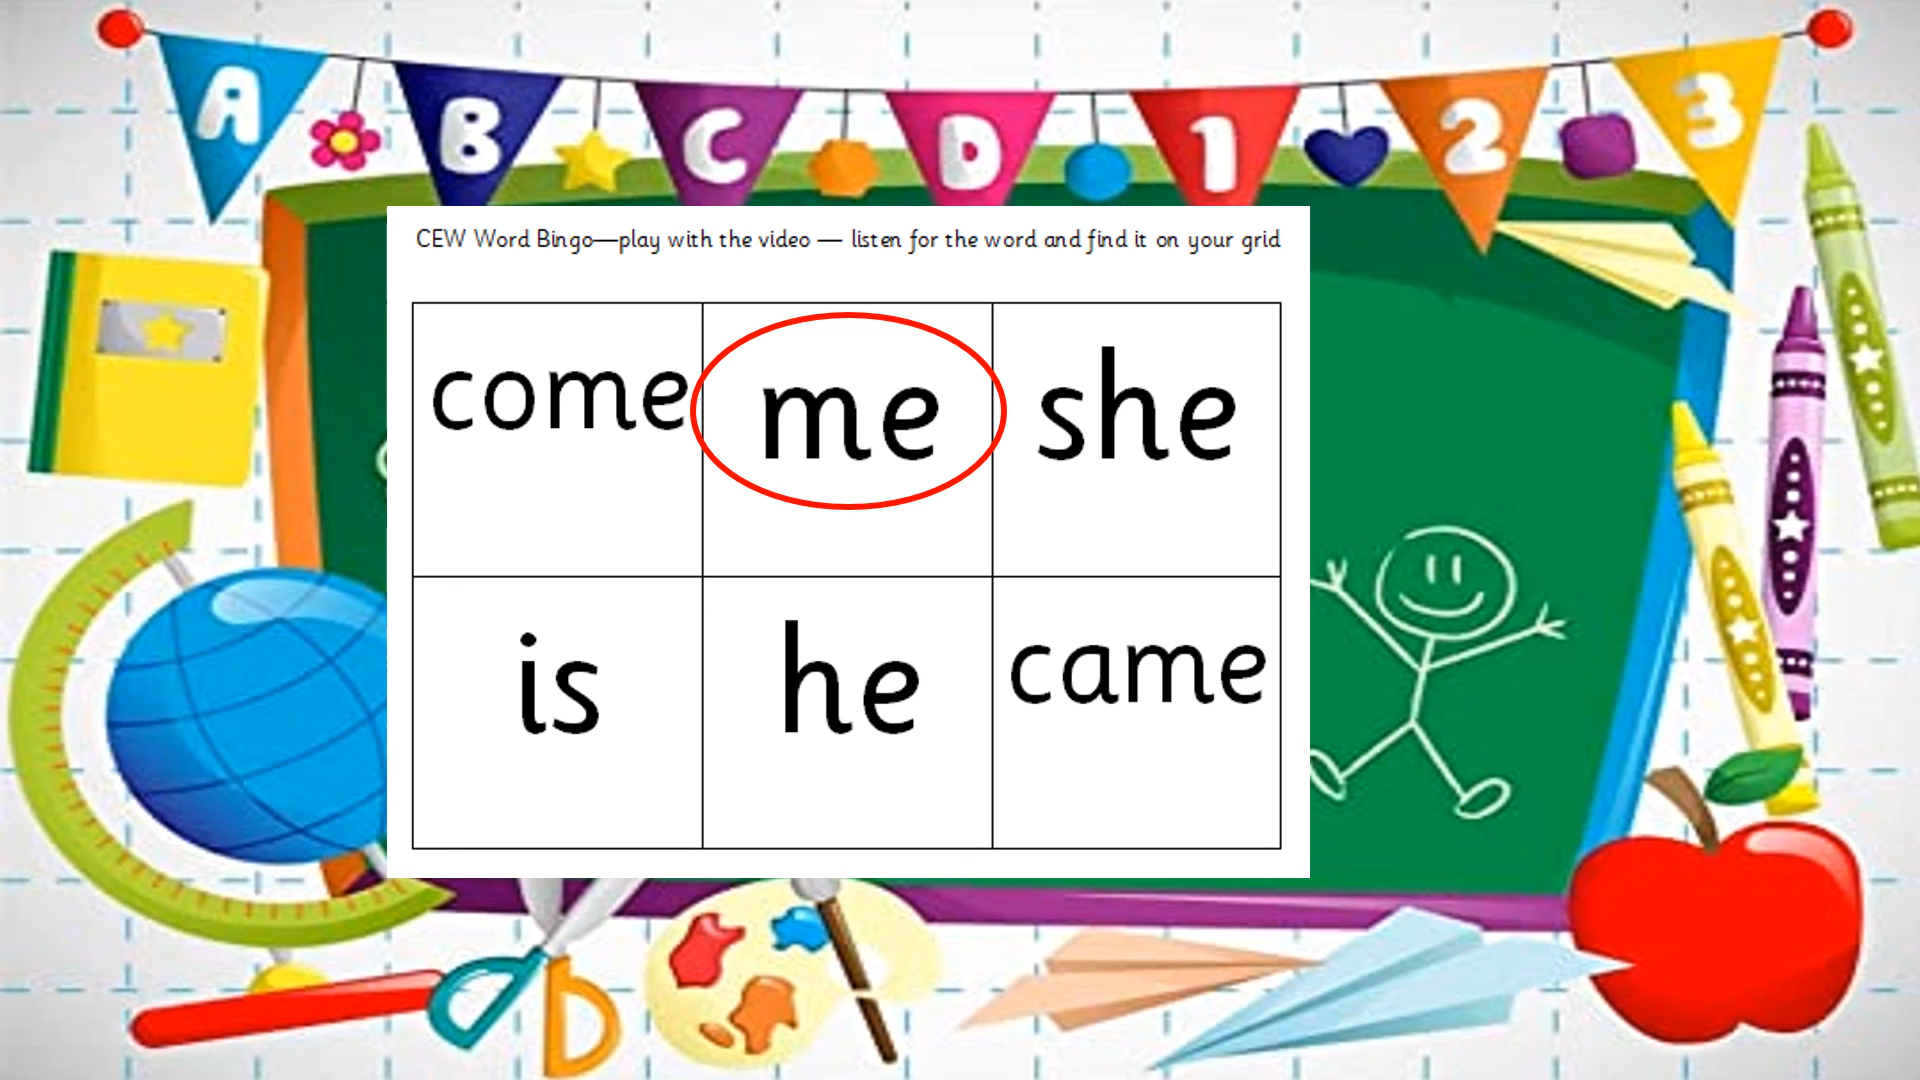 A B C D 1 2 3
CEW Word Bingo—play with the video — listen for the word and find it on your grid
come me she
is he came